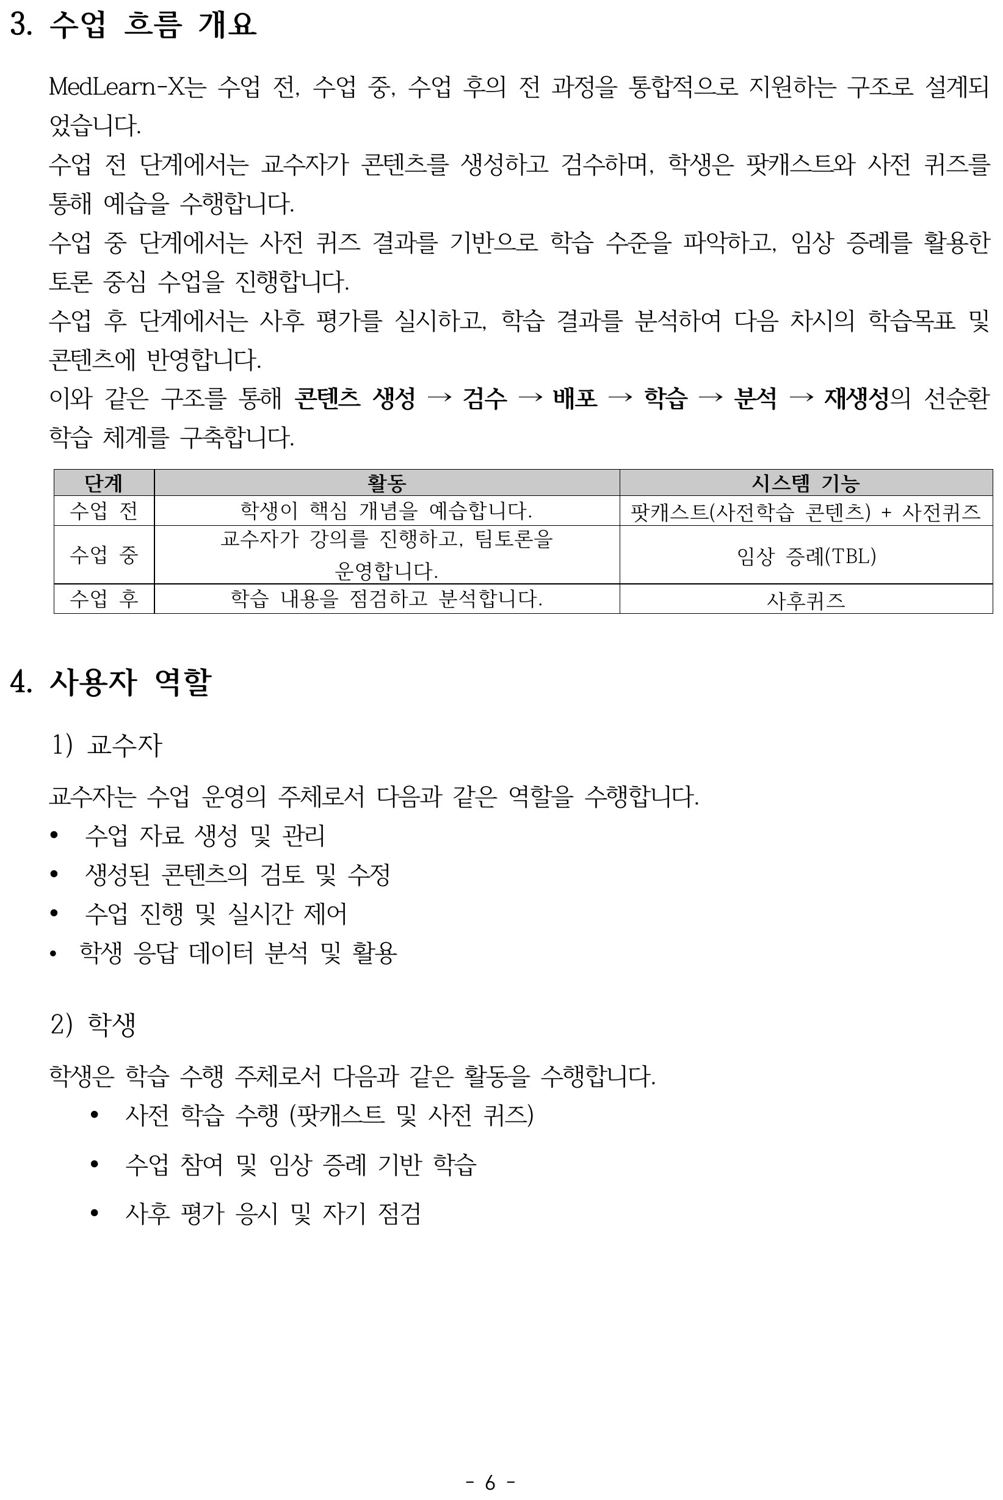 3. 수업 흐름 개요
MedLearn-X는 수업 전, 수업 중, 수업 후의 전 과정을 통합적으로 지원하는 구조로 설계되
었습니다.
수업 전 단계에서는 교수자가 콘텐츠를 생성하고 검수하며, 학생은 팟캐스트와 사전 퀴즈를
통해 예습을 수행합니다.
수업 중 단계에서는 사전 퀴즈 결과를 기반으로 학습 수준을 파악하고, 임상 증례를 활용한
토론 중심 수업을 진행합니다.
수업 후 단계에서는 사후 평가를 실시하고, 학습 결과를 분석하여 다음 차시의 학습목표 및
콘텐츠에 반영합니다.
이와 같은 구조를 통해 콘텐츠 생성 → 검수 → 배포 → 학습 → 분석 → 재생성의 선순환
학습 체계를 구축합니다.
단계 활동 시스템 기능
수업 전 학생이 핵심 개념을 예습합니다. 팟캐스트(사전학습 콘텐츠) + 사전퀴즈
수업 중 교수자가 강의를 진행하고, 팀토론을
운영합니다. 임상 증례(TBL)
수업 후 학습 내용을 점검하고 분석합니다. 사후퀴즈
4. 사용자 역할
1) 교수자
교수자는 수업 운영의 주체로서 다음과 같은 역할을 수행합니다.
• 수업 자료 생성 및 관리
• 생성된 콘텐츠의 검토 및 수정
• 수업 진행 및 실시간 제어
• 학생 응답 데이터 분석 및 활용
2) 학생
학생은 학습 수행 주체로서 다음과 같은 활동을 수행합니다.
• 사전 학습 수행 (팟캐스트 및 사전 퀴즈)
• 수업 참여 및 임상 증례 기반 학습
• 사후 평가 응시 및 자기 점검
- 6 -